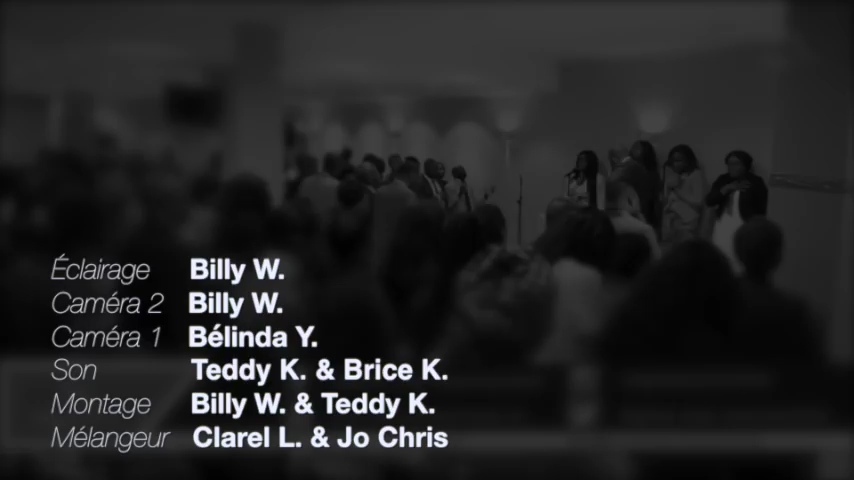 Éclairage Billy W.
Caméra 2 Billy W.
Caméra 1 Bélinda Y.
Son Teddy K. & Brice K.
Montage Billy W. & Teddy K.
Mélangeur Clarel L. & Jo Chris